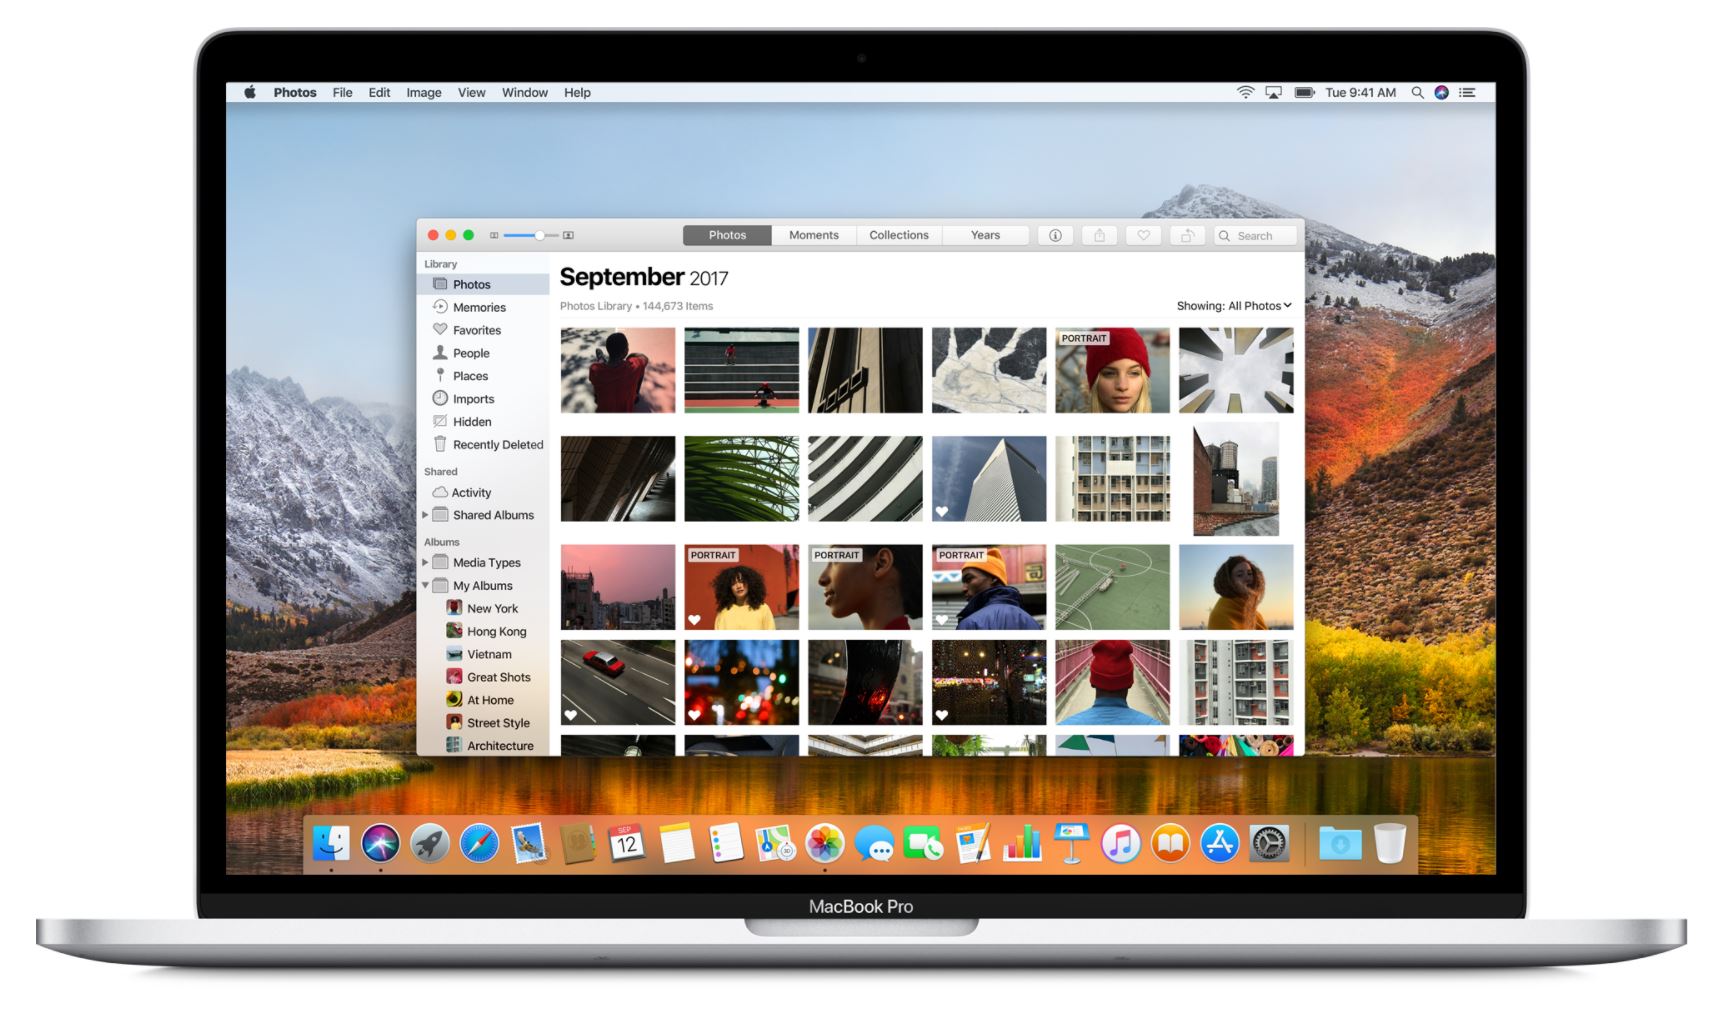 Photos File Edit Image View Window Help Tue 9:41 AM
Photos Moments Collections Years Search
Library
Photos
Memories
Favorites
People
Places
Imports
Hidden
Recently Deleted
Shared
Activity
Shared Albums
Albums
Media Types
My Albums
New York
Hong Kong
Vietnam
Great Shots
At Home
Street Style
Architecture
September 2017
Photos Library • 144,673 Items
Showing: All Photos
PORTRAIT
PORTRAIT
PORTRAIT
PORTRAIT
SEP
12
3D
MacBook Pro